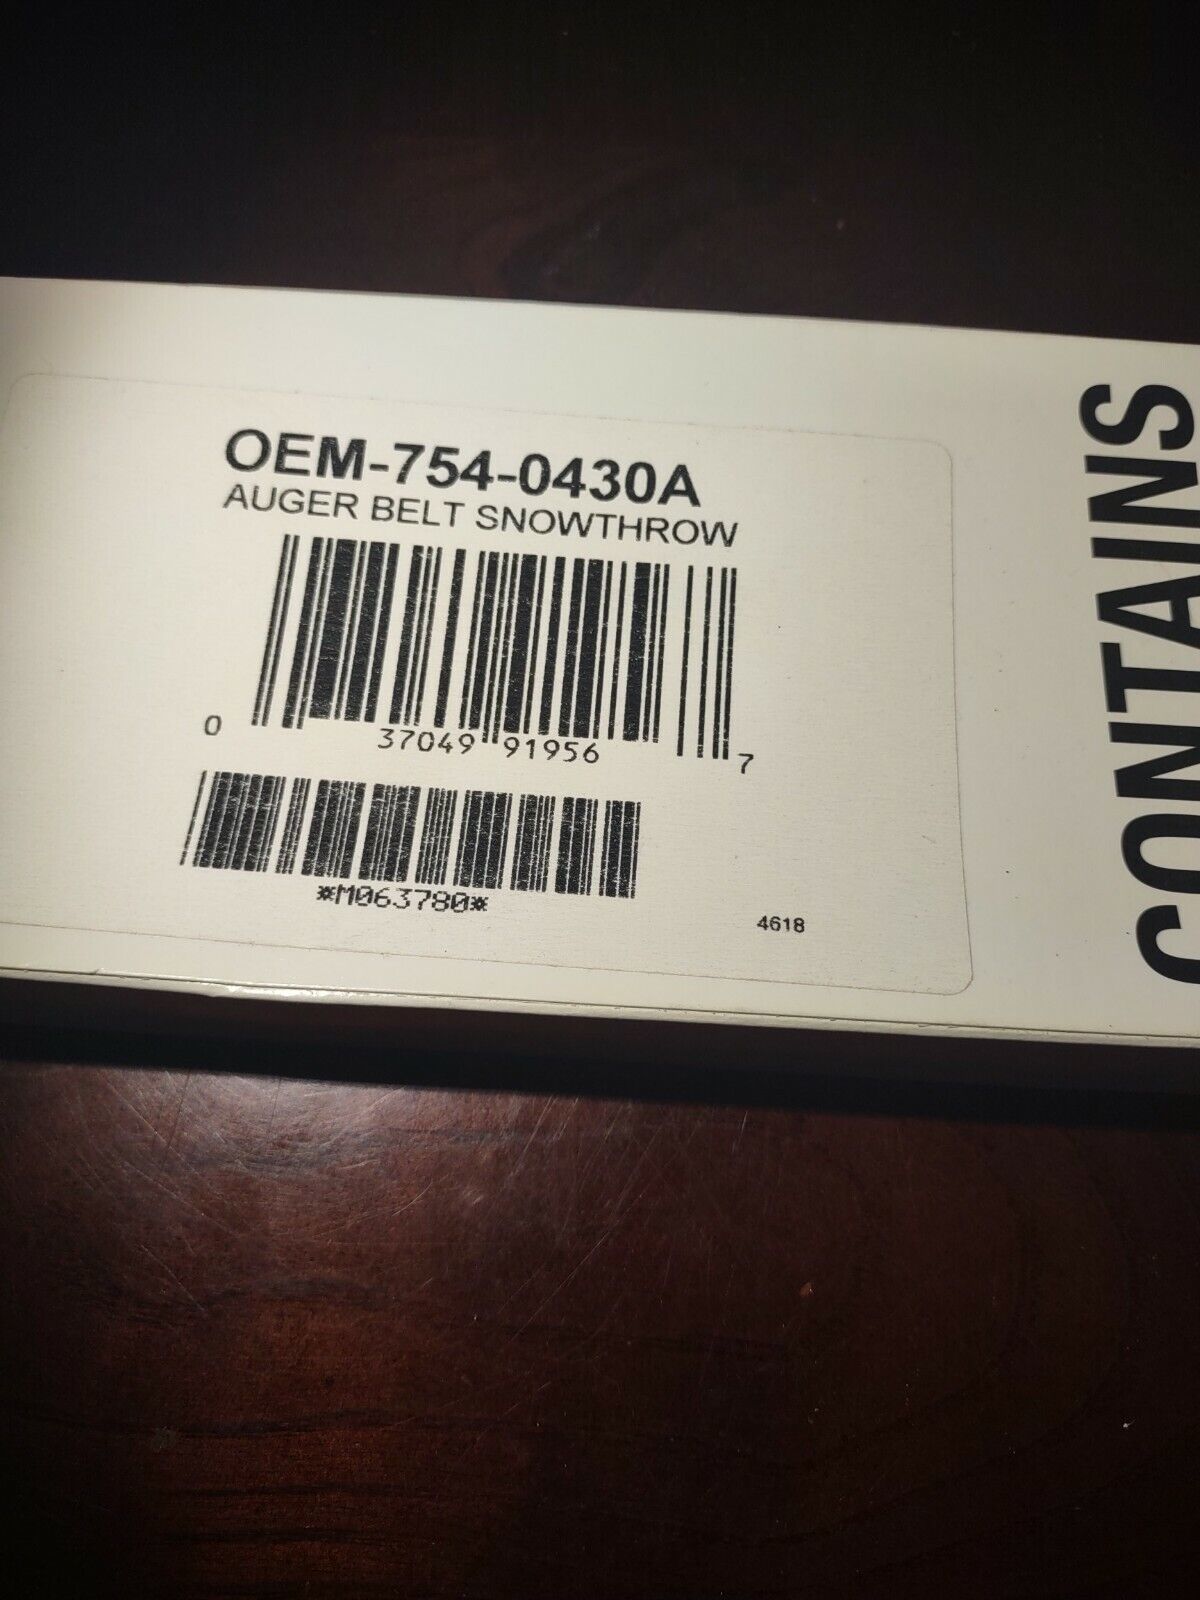 OEM-754-0430A
AUGER BELT SNOWTHROW
0 37049 91956 7
*M063780*
4618
CONTAINS